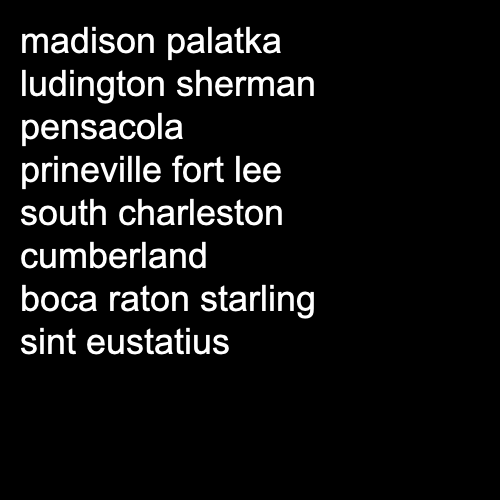 madison palatka
ludington sherman
pensacola
prineville fort lee
south charleston
cumberland
boca raton starling
sint eustatius